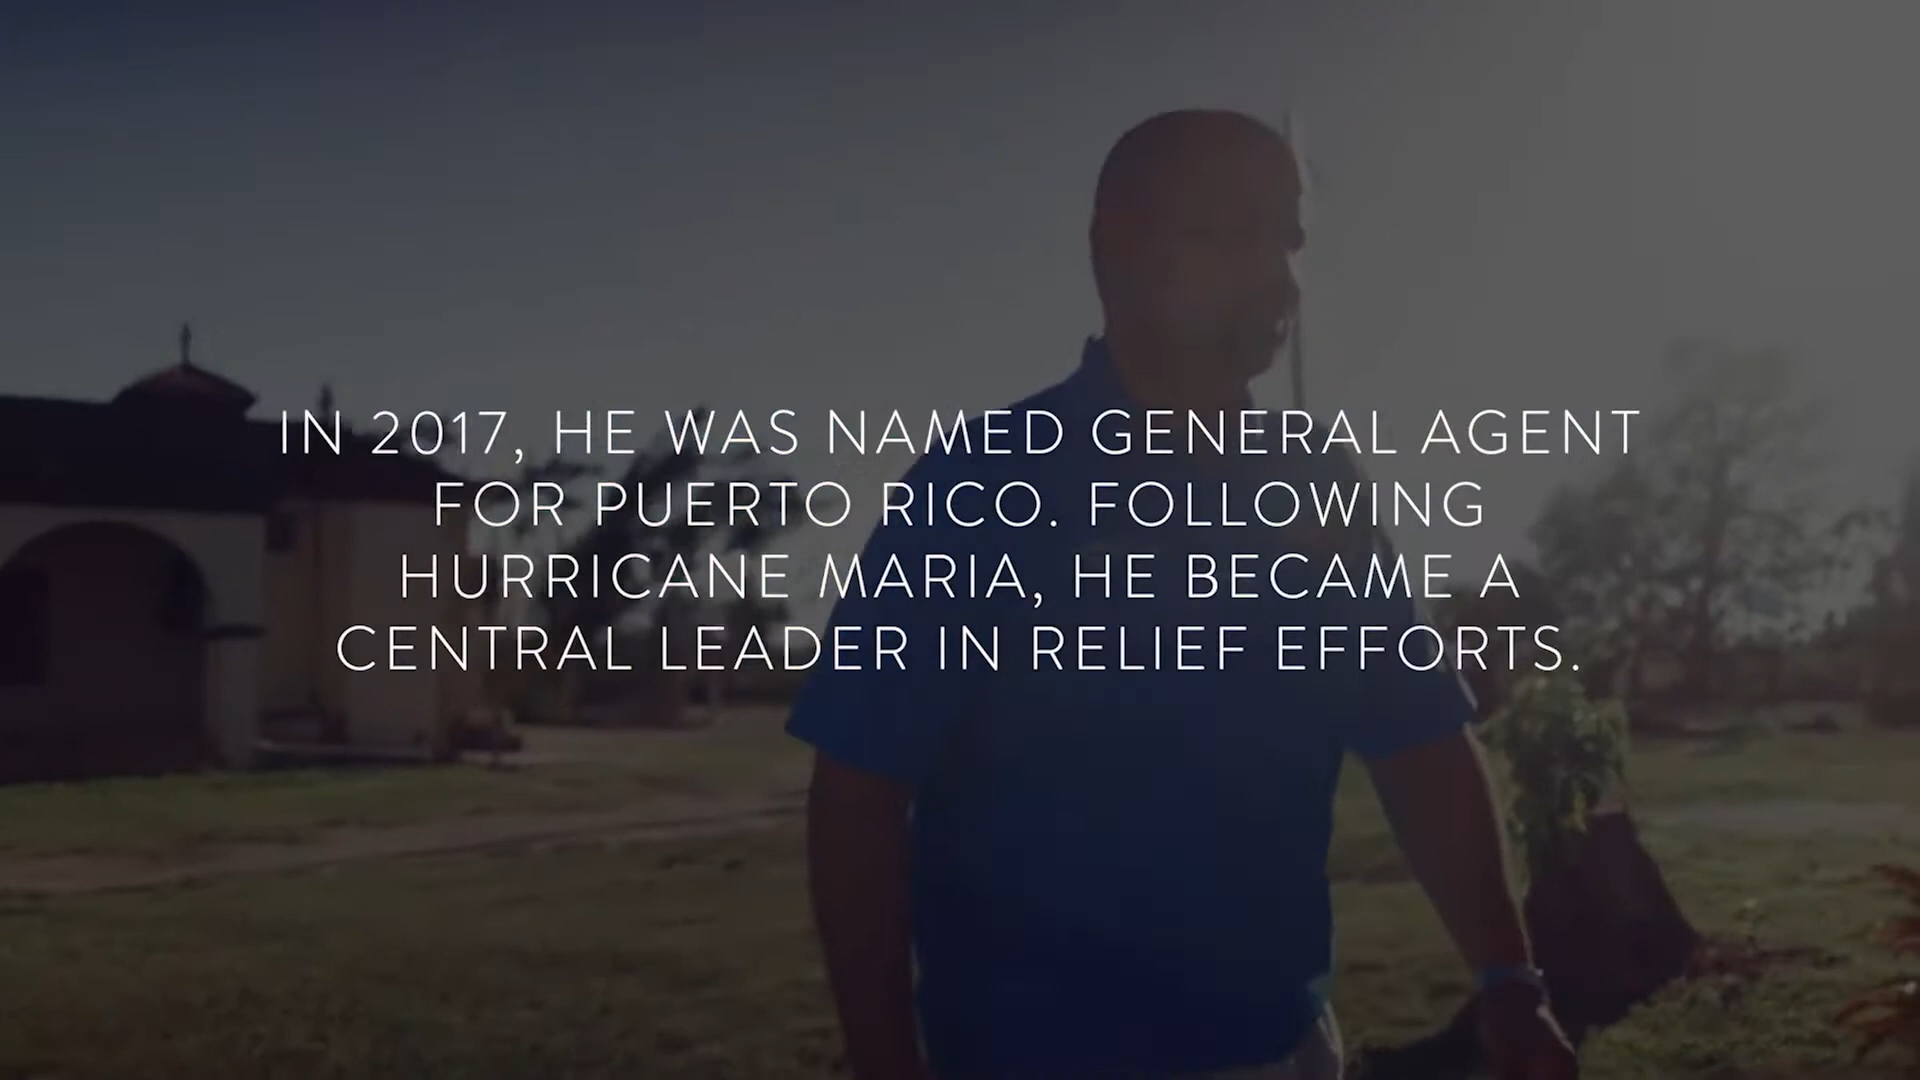 IN 2017, HE WAS NAMED GENERAL AGENT
FOR PUERTO RICO. FOLLOWING
HURRICANE MARIA, HE BECAME A
CENTRAL LEADER IN RELIEF EFFORTS.